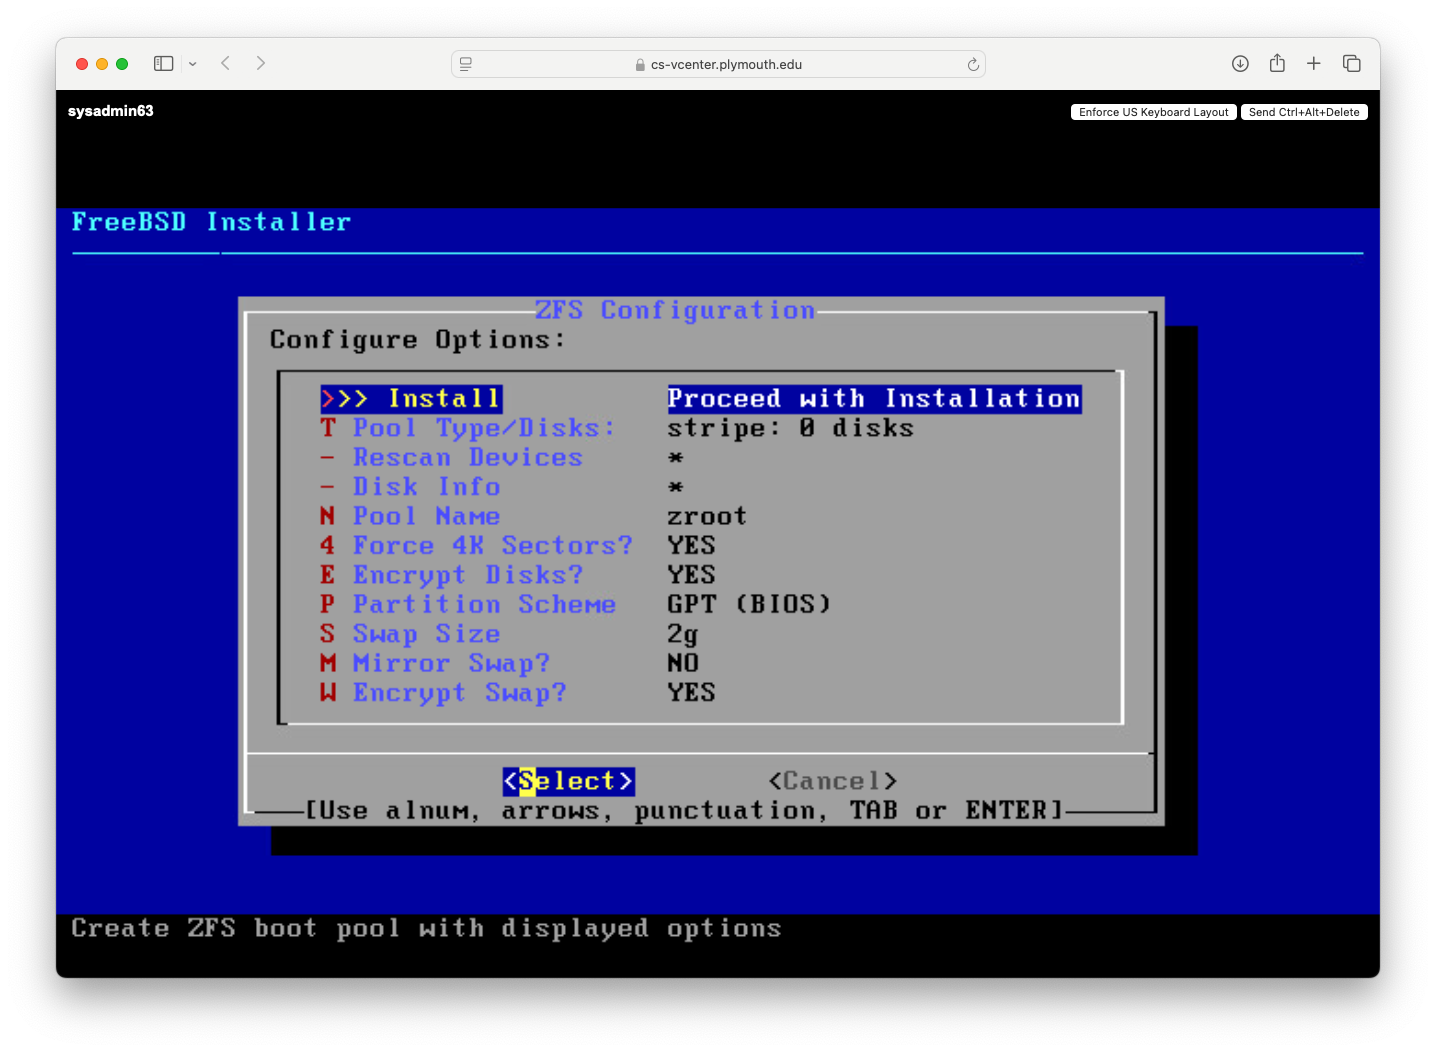 cs-vcenter.plymouth.edu
sysadmin63
Enforce US Keyboard Layout
Send Ctrl+Alt+Delete
FreeBSD Installer
ZFS Configuration
Configure Options:
>>> Install Proceed with Installation
T Pool Type/Disks: stripe: 0 disks
- Rescan Devices *
- Disk Info *
N Pool Name zroot
4 Force 4K Sectors? YES
E Encrypt Disks? YES
P Partition Scheme GPT (BIOS)
S Swap Size 2g
M Mirror Swap? NO
W Encrypt Swap? YES
<Select> <Cancel>
[Use alnum, arrows, punctuation, TAB or ENTER]
Create ZFS boot pool with displayed options